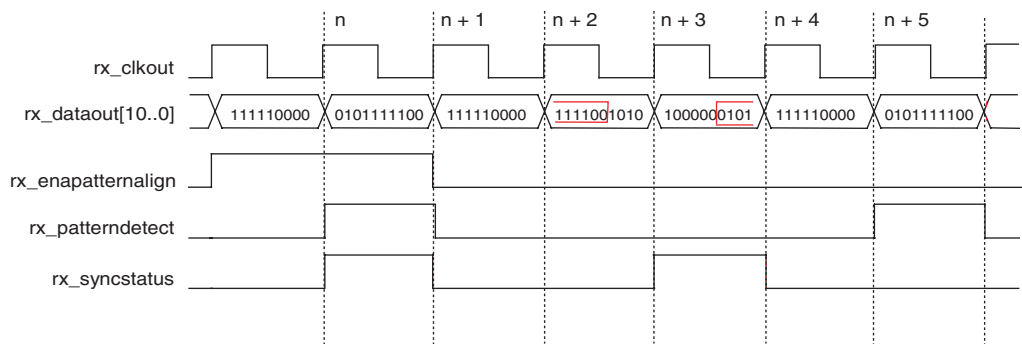 n n + 1 n + 2 n + 3 n + 4 n + 5
rx_clkout
rx_dataout[10..0] 111110000 0101111100 111110000 1111001010 1000000101 111110000 0101111100
rx_enapatternalign
rx_patterndetect
rx_syncstatus